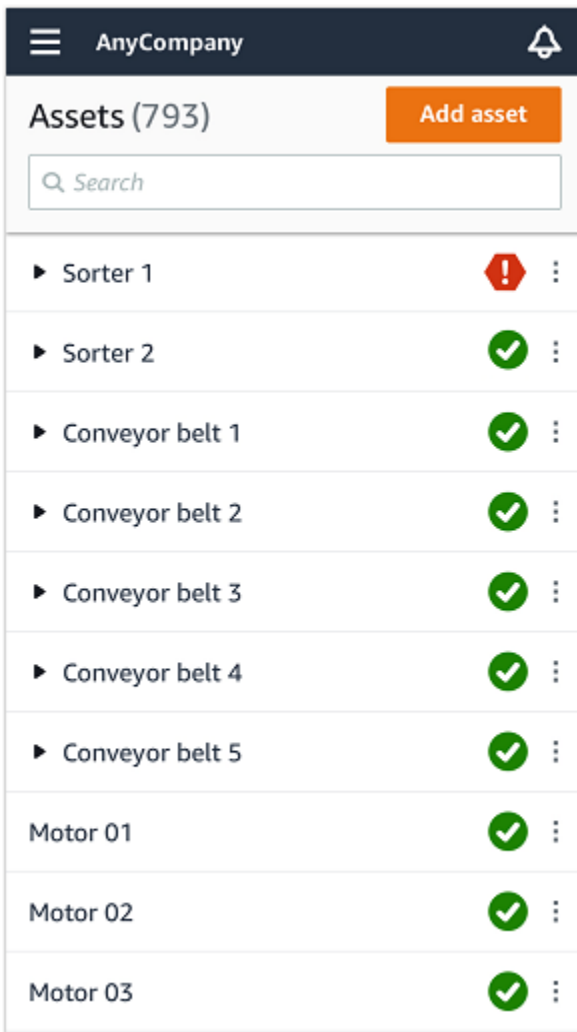 AnyCompany
Assets (793)
Add asset
Search
Sorter 1
Sorter 2
Conveyor belt 1
Conveyor belt 2
Conveyor belt 3
Conveyor belt 4
Conveyor belt 5
Motor 01
Motor 02
Motor 03